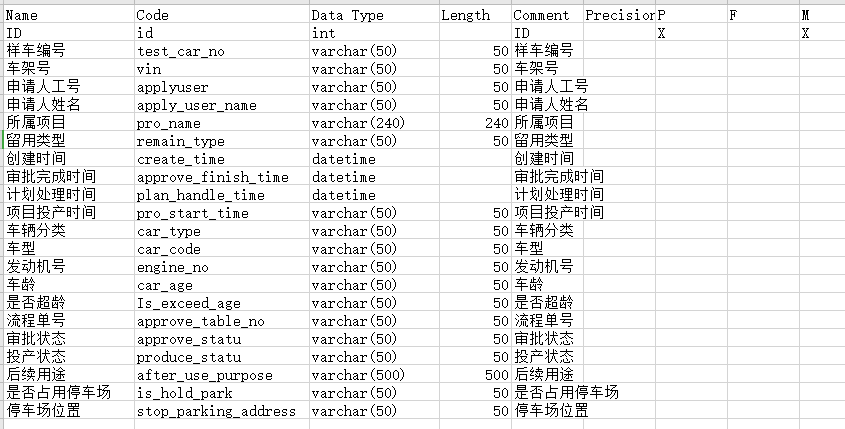 Name Code Data Type Length Comment Precision P F M
ID id int ID X X
样车编号 test_car_no varchar(50) 50 样车编号
车架号 vin varchar(50) 50 车架号
申请人工号 applyuser varchar(50) 50 申请人工号
申请人姓名 apply_user_name varchar(50) 50 申请人姓名
所属项目 pro_name varchar(240) 240 所属项目
留用类型 remain_type varchar(50) 50 留用类型
创建时间 create_time datetime 创建时间
审批完成时间 approve_finish_time datetime 审批完成时间
计划处理时间 plan_handle_time datetime 计划处理时间
项目投产时间 pro_start_time varchar(50) 50 项目投产时间
车辆分类 car_type varchar(50) 50 车辆分类
车型 car_code varchar(50) 50 车型
发动机号 engine_no varchar(50) 50 发动机号
车龄 car_age varchar(50) 50 车龄
是否超龄 Is_exceed_age varchar(50) 50 是否超龄
流程单号 approve_table_no varchar(50) 50 流程单号
审批状态 approve_statu varchar(50) 50 审批状态
投产状态 produce_statu varchar(50) 50 投产状态
后续用途 after_use_purpose varchar(500) 500 后续用途
是否占用停车场 is_hold_park varchar(50) 50 是否占用停车场
停车场位置 stop_parking_address varchar(50) 50 停车场位置